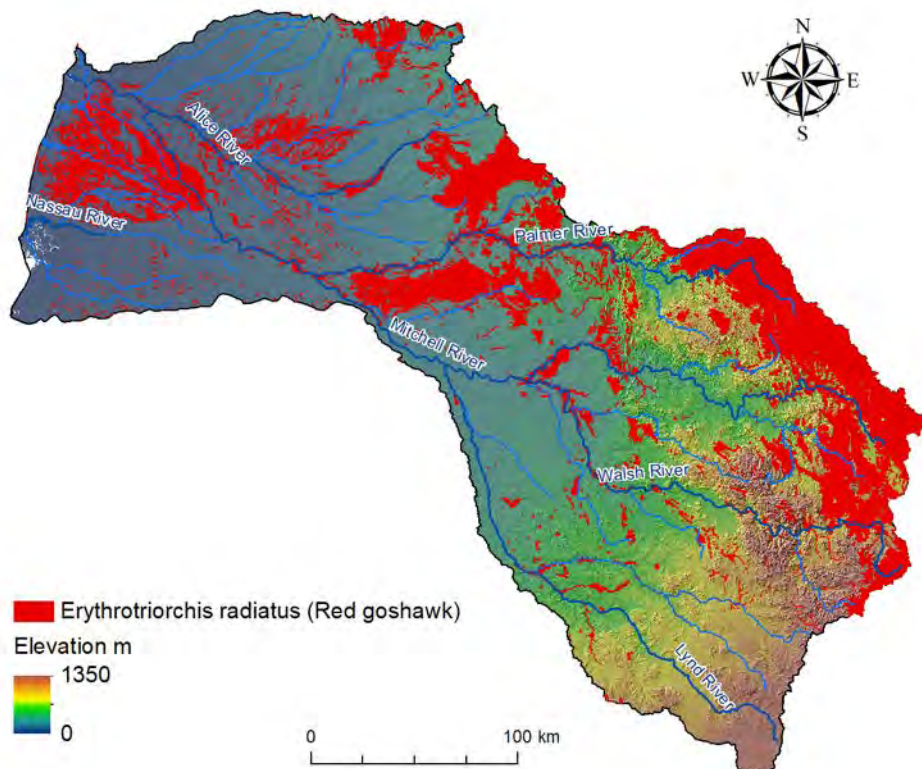 N
W E
S
Alice River
Nassau River
Palmer River
Mitchell River
Walsh River
Lynd River
Erythrotriorchis radiatus (Red goshawk)
Elevation m
1350
0
0 100 km